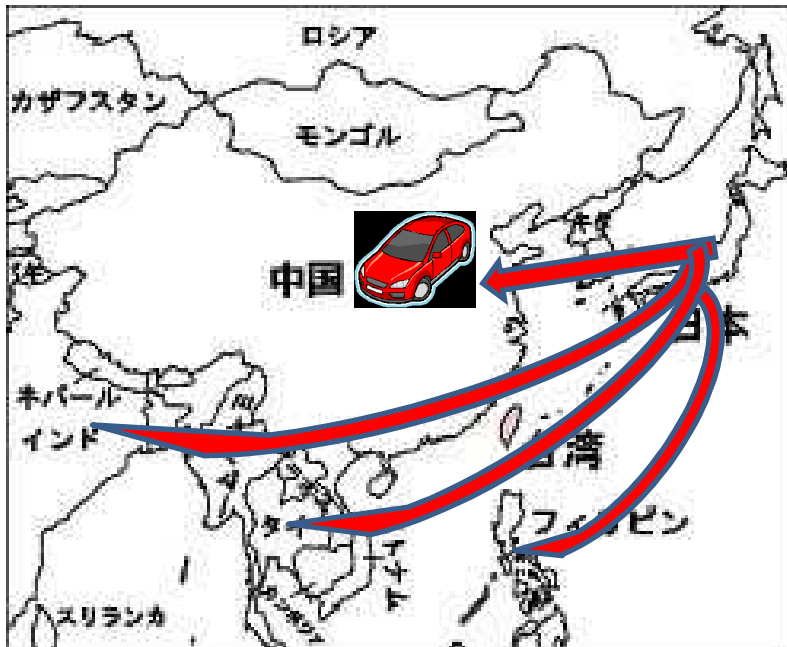 ロシア
カザフスタン
モンゴル
中国
日本
ネパール
インド
台湾
タイ
フィリピン
スリランカ